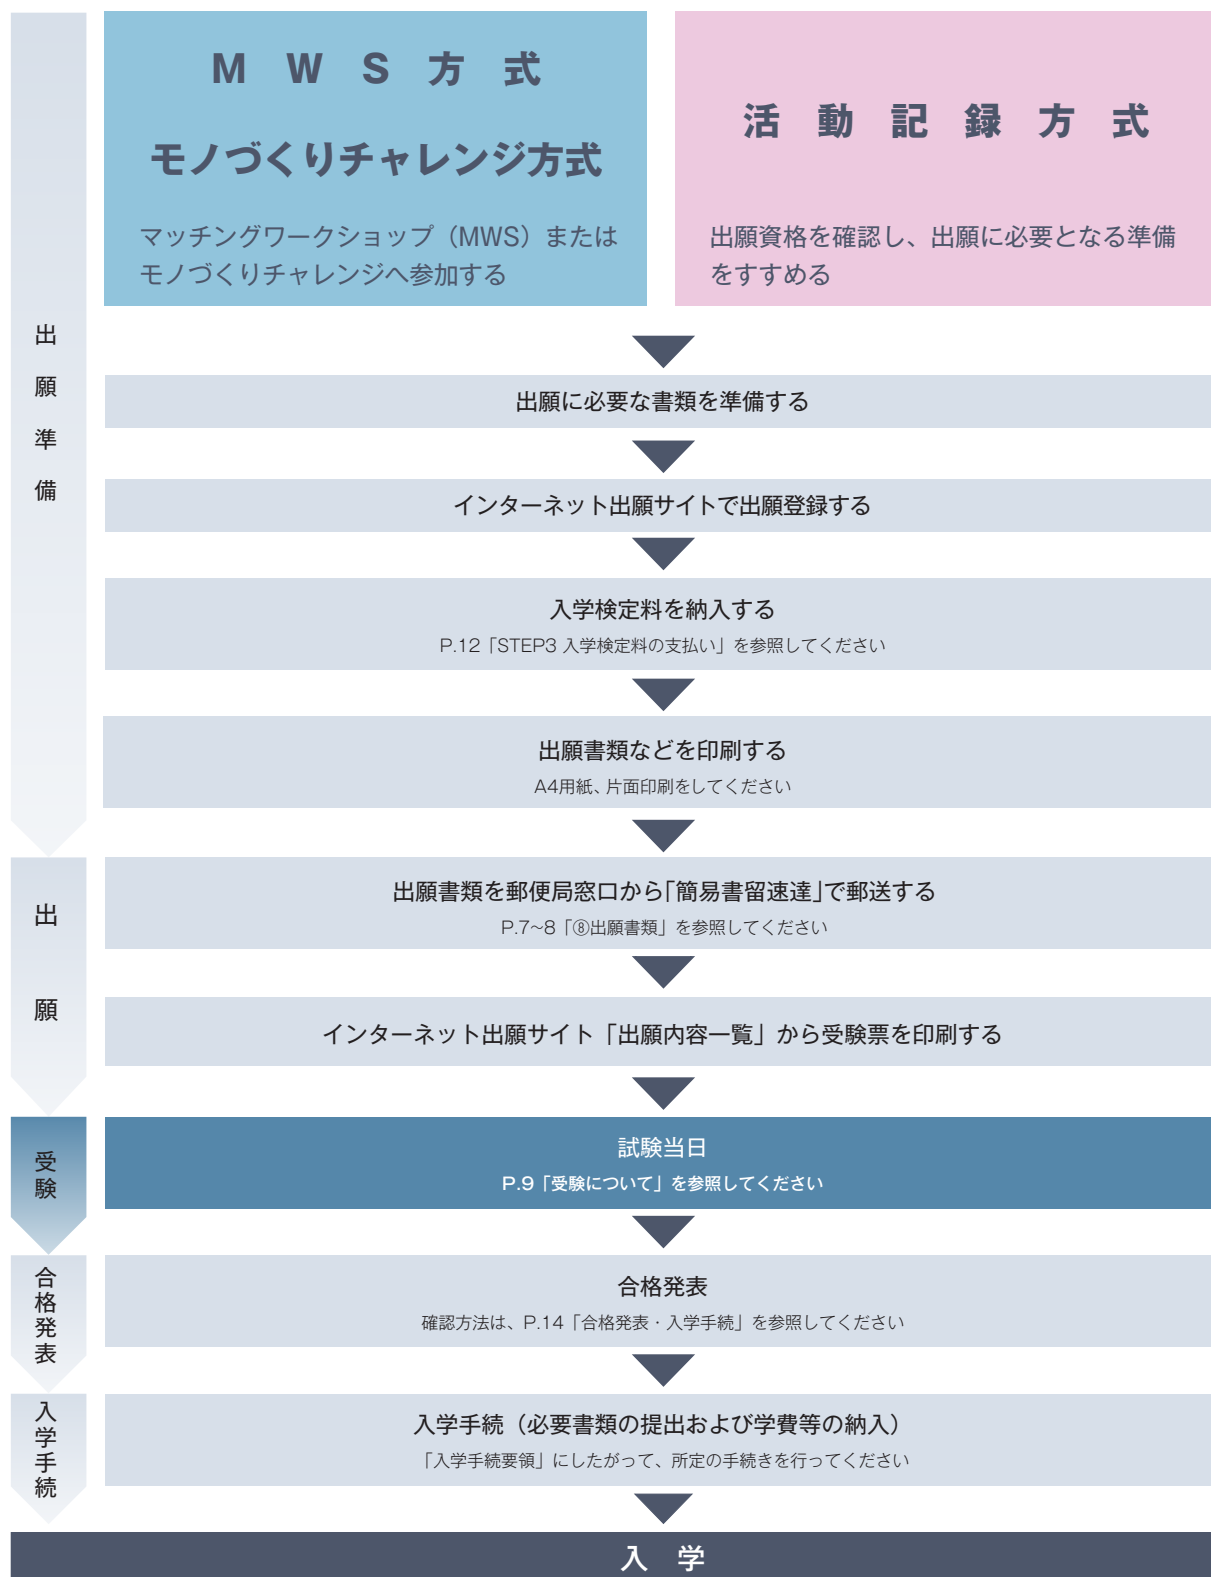 MWS方式
モノづくりチャレンジ方式
マッチングワークショップ（MWS）または
モノづくりチャレンジへ参加する
活動記録方式
出願資格を確認し、出願に必要となる準備
をすすめる
出願準備
出願に必要な書類を準備する
インターネット出願サイトで出願登録する
入学検定料を納入する
P.12「STEP3 入学検定料の支払い」を参照してください
出願書類などを印刷する
A4用紙、片面印刷をしてください
出願
出願書類を郵便局窓口から「簡易書留速達」で郵送する
P.7~8「⑧出願書類」を参照してください
インターネット出願サイト「出願内容一覧」から受験票を印刷する
受験
試験当日
P.9「受験について」を参照してください
合格発表
合格発表
確認方法は、P.14「合格発表・入学手続」を参照してください
入学手続
入学手続（必要書類の提出および学費等の納入）
「入学手続要領」にしたがって、所定の手続きを行ってください
入学